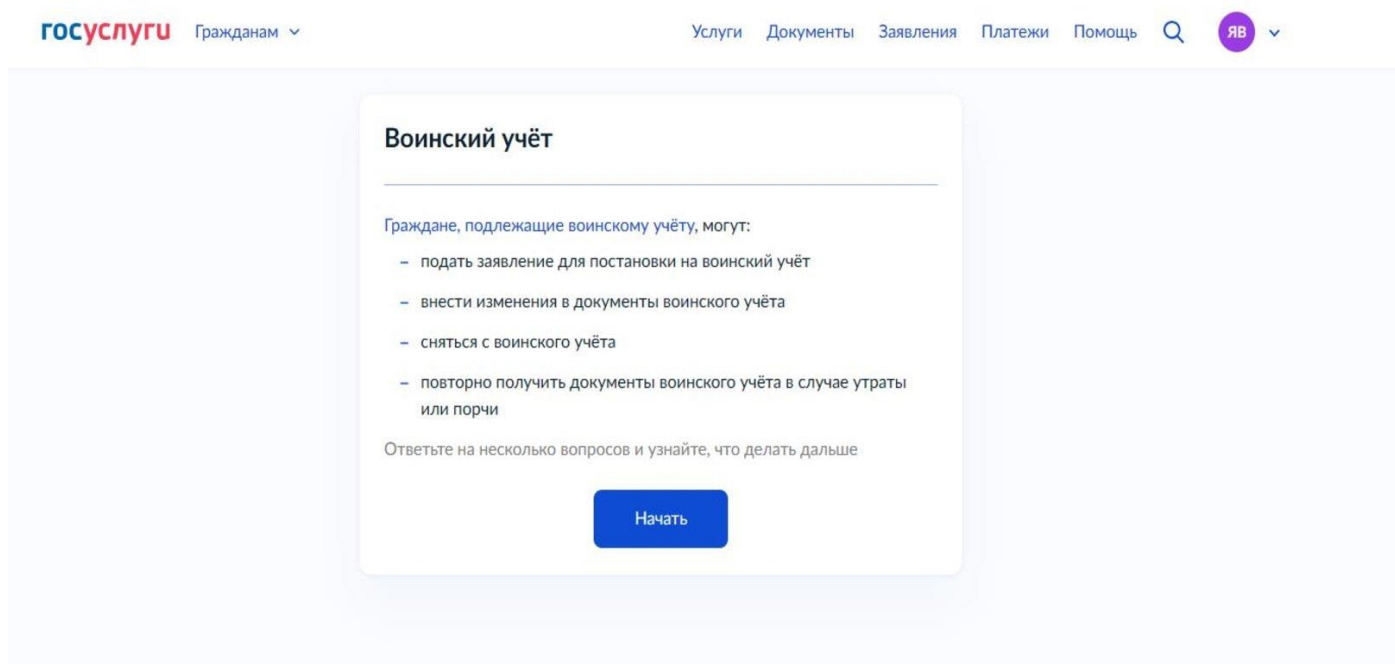 госуслуги Гражданам Услуги Документы Заявления Платежи Помощь ЯВ
Воинский учёт
Граждане, подлежащие воинскому учёту, могут:
– подать заявление для постановки на воинский учёт
– внести изменения в документы воинского учёта
– сняться с воинского учёта
– повторно получить документы воинского учёта в случае утраты
или порчи
Ответьте на несколько вопросов и узнайте, что делать дальше
Начать